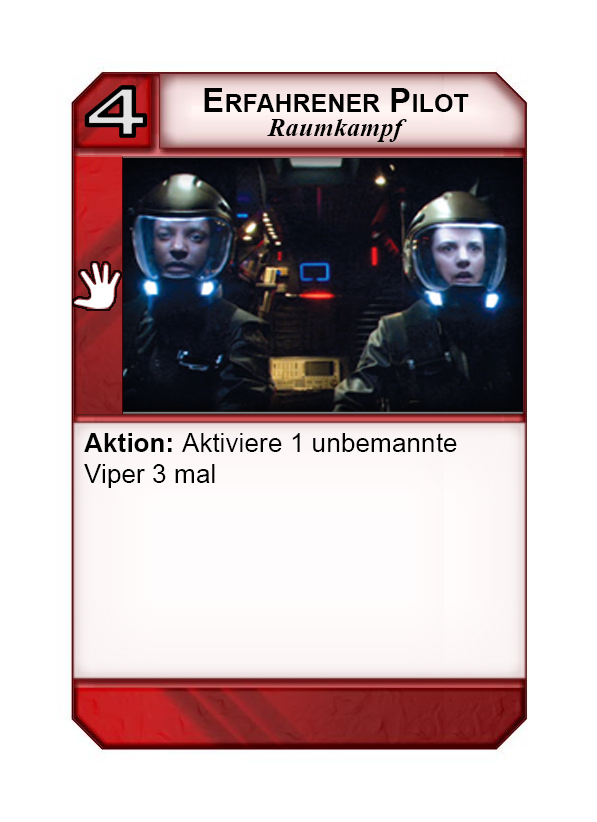 4
ERFAHRENER PILOT
Raumkampf
Aktion: Aktiviere 1 unbemannte
Viper 3 mal